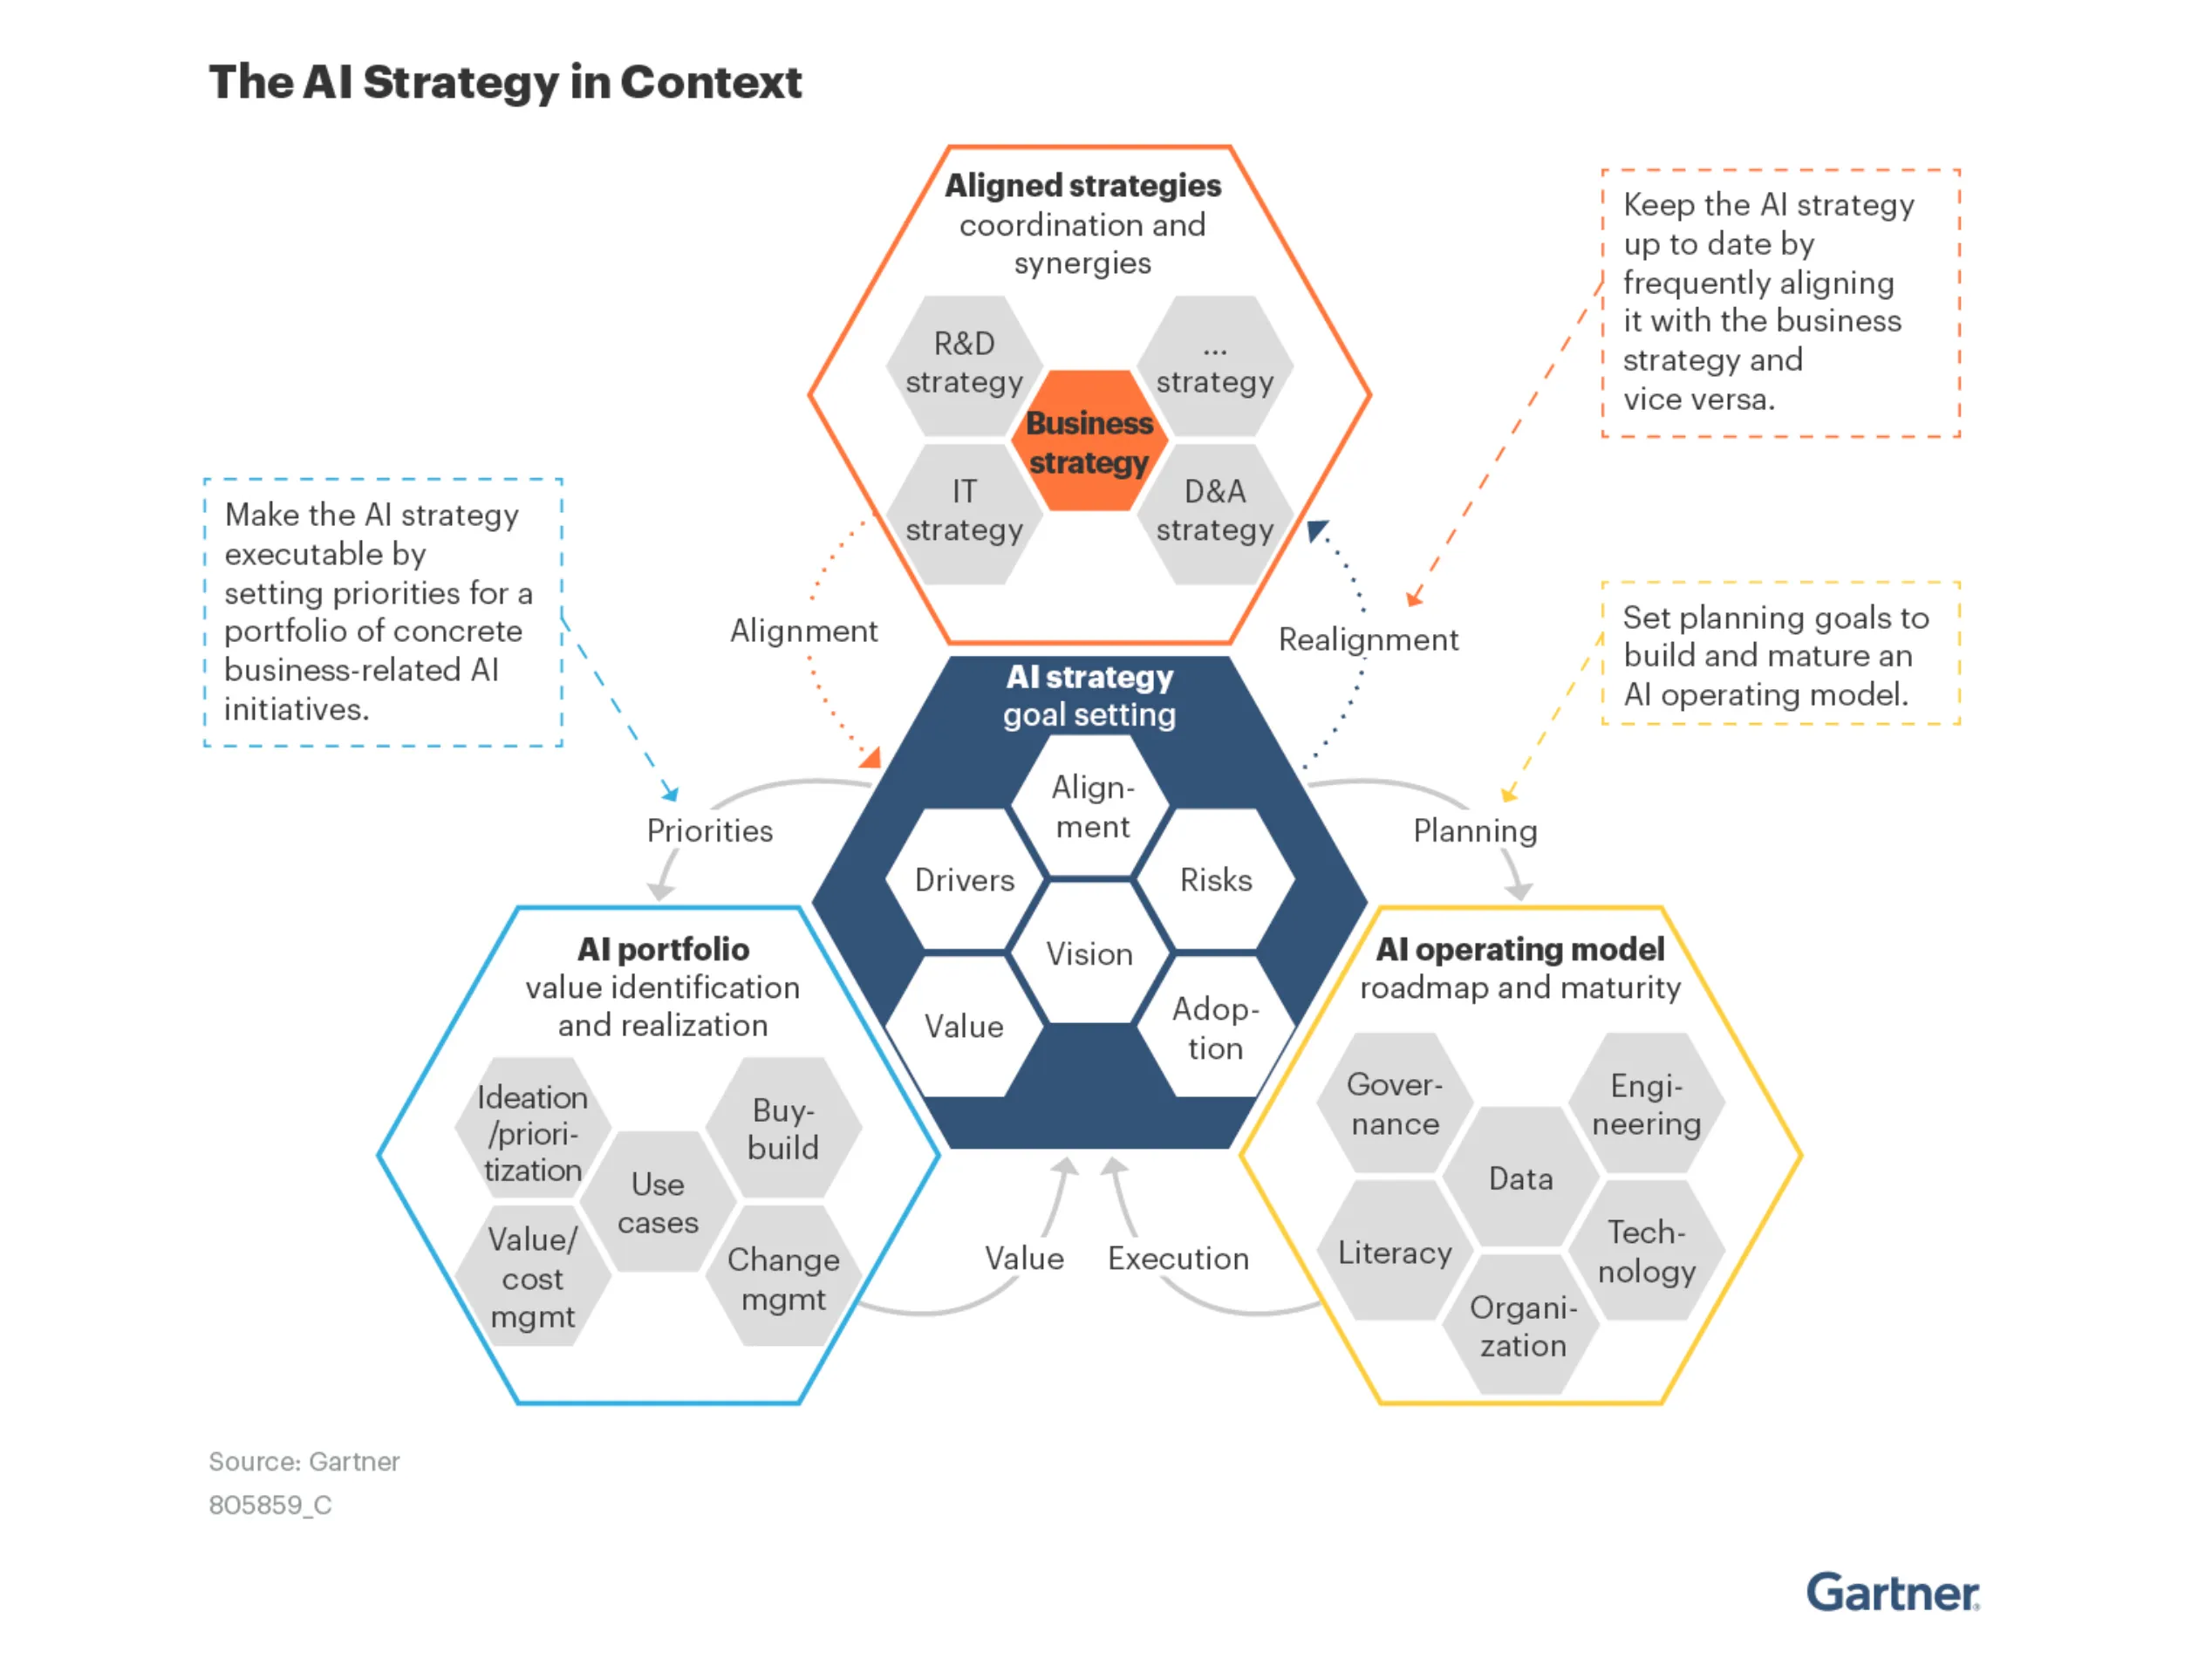 The AI Strategy in Context
Aligned strategies
coordination and
synergies
R&D
strategy
...
strategy
Business
strategy
IT
strategy
D&A
strategy
Keep the AI strategy
up to date by
frequently aligning
it with the business
strategy and
vice versa.
Make the AI strategy
executable by
setting priorities for a
portfolio of concrete
business-related AI
initiatives.
Set planning goals to
build and mature an
AI operating model.
Alignment
Realignment
AI strategy
goal setting
Align-
ment
Drivers
Risks
Vision
Value
Adop-
tion
Priorities
Planning
AI portfolio
value identification
and realization
Ideation
/priori-
tization
Buy-
build
Use
cases
Value/
cost
mgmt
Change
mgmt
AI operating model
roadmap and maturity
Gover-
nance
Engi-
neering
Data
Literacy
Tech-
nology
Organi-
zation
Value
Execution
Source: Gartner
805859_C
Gartner®